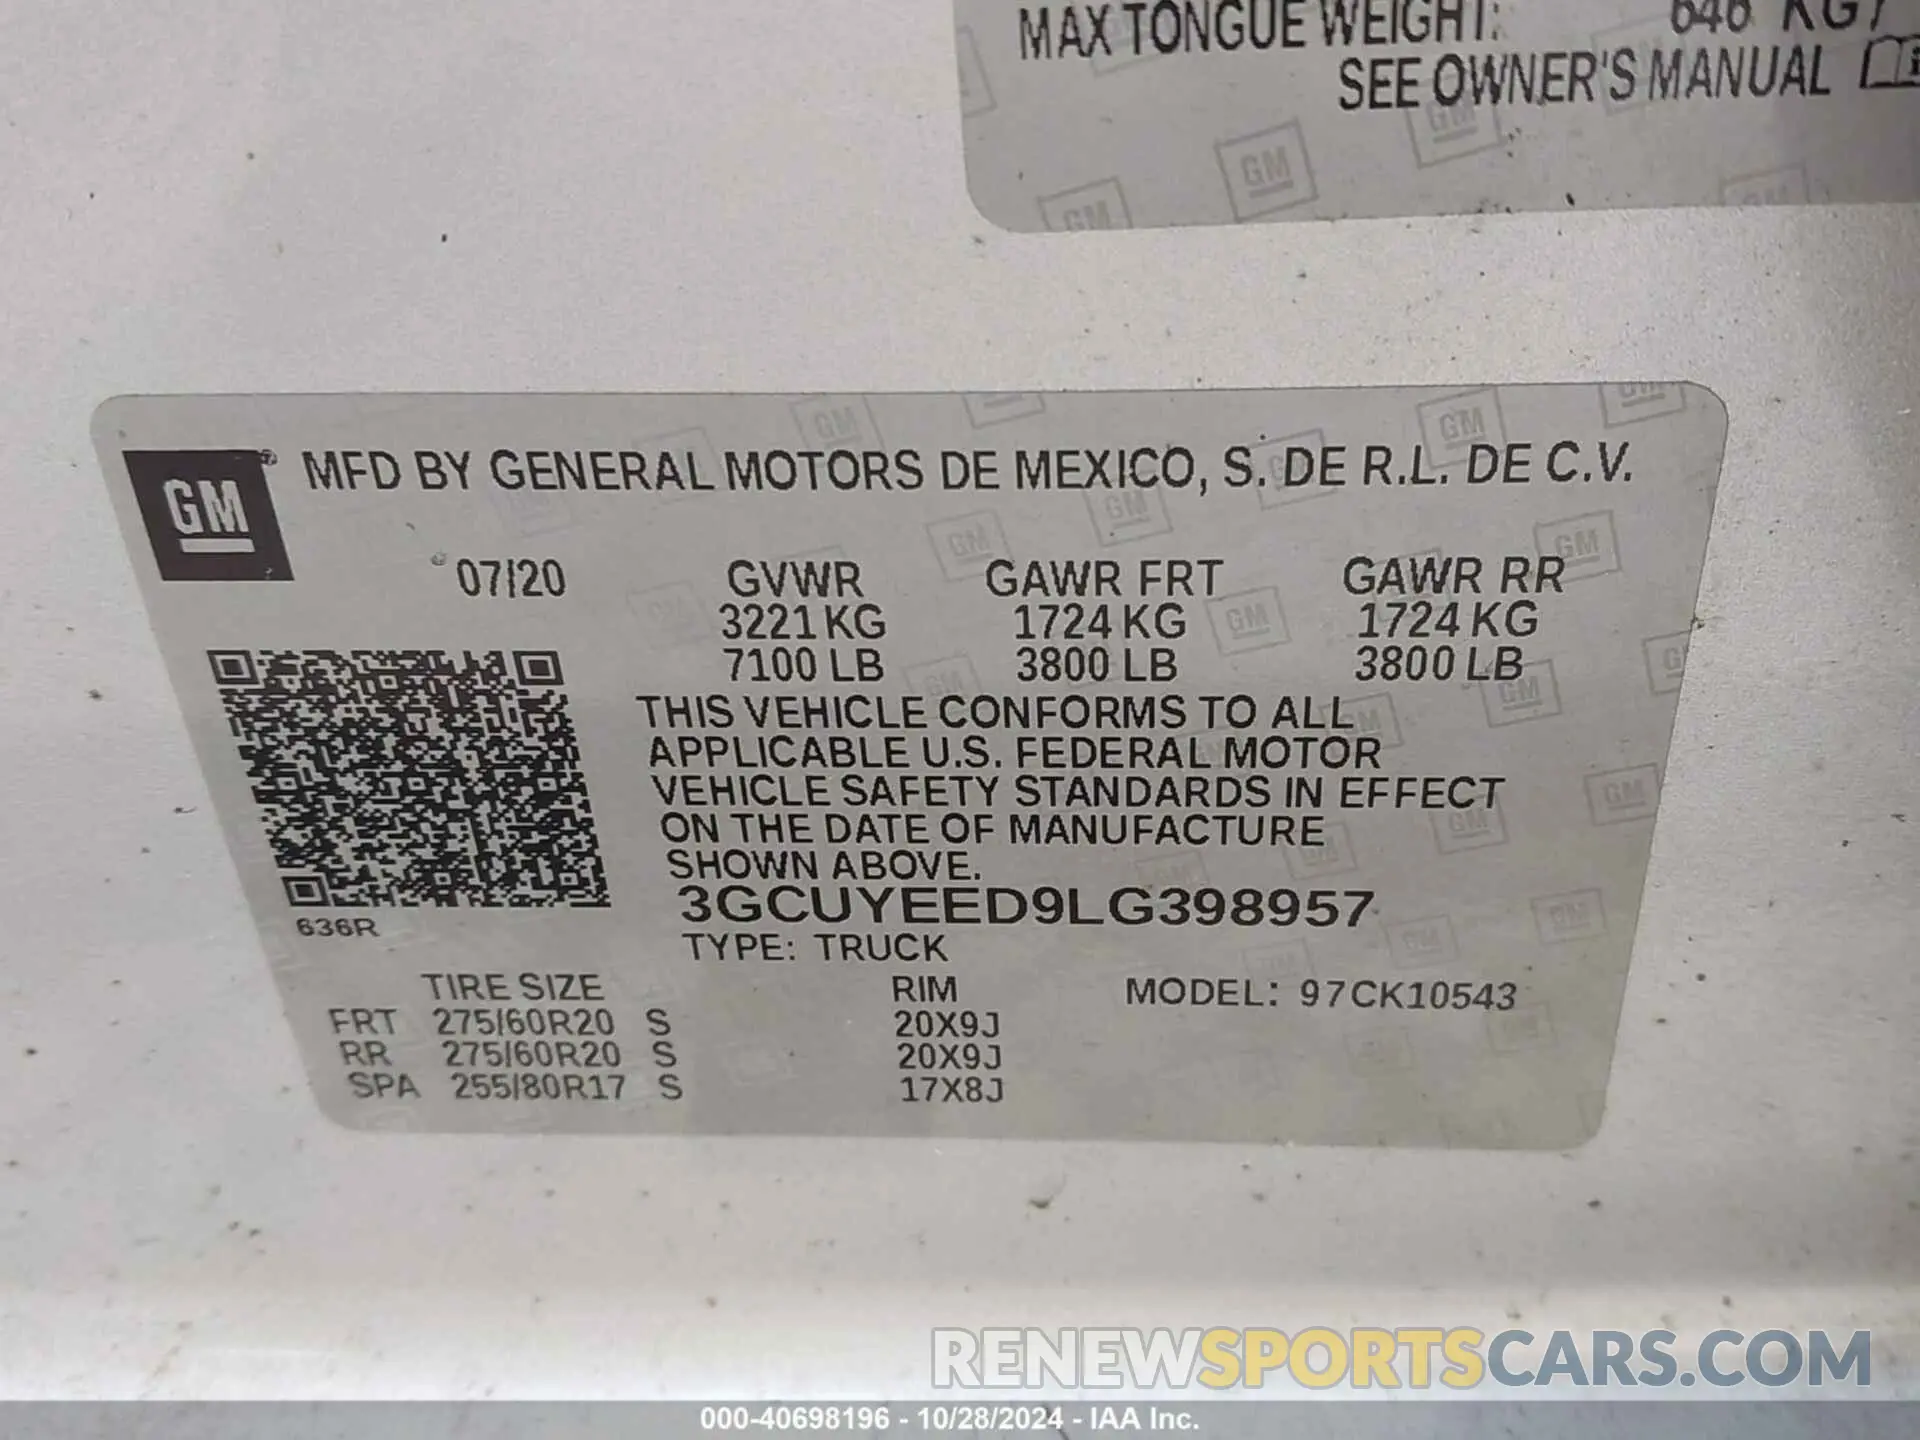 MAX TONGUE WEIGHT: 646 KG/
SEE OWNER'S MANUAL
GM MFD BY GENERAL MOTORS DE MEXICO, S. DE R.L. DE C.V.
07/20 GVWR GAWR FRT GAWR RR
3221 KG 1724 KG 1724 KG
7100 LB 3800 LB 3800 LB
THIS VEHICLE CONFORMS TO ALL
APPLICABLE U.S. FEDERAL MOTOR
VEHICLE SAFETY STANDARDS IN EFFECT
ON THE DATE OF MANUFACTURE
SHOWN ABOVE.
3GCUYEED9LG398957
636R
TYPE: TRUCK
TIRE SIZE RIM MODEL: 97CK10543
FRT 275/60R20 S 20X9J
RR 275/60R20 S 20X9J
SPA 255/80R17 S 17X8J
RENEWSPORTSCARS.COM
000-40698196 - 10/28/2024 - IAA Inc.